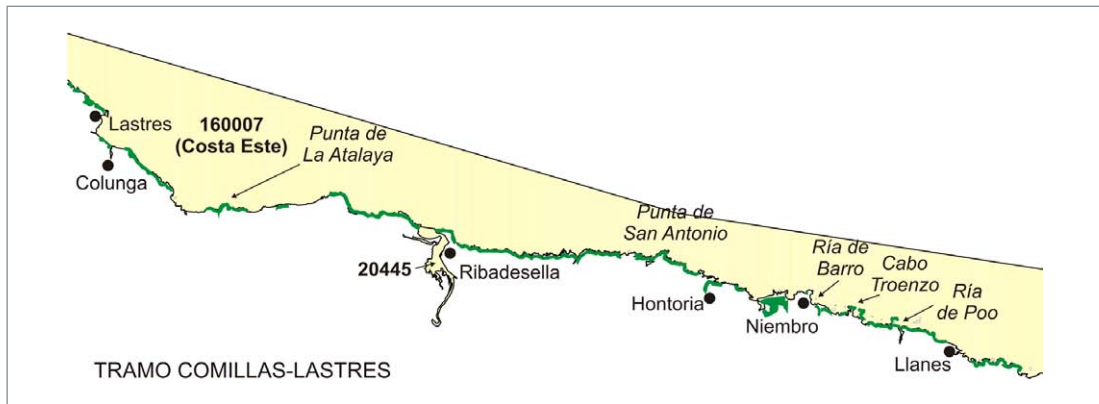 Lastres
160007
(Costa Este)
Punta de
La Atalaya
Colunga
Punta de
San Antonio
20445
Ribadesella
Ría de
Barro
Cabo
Troenzo
Ría
de Poo
Hontoria
Niembro
Llanes
TRAMO COMILLAS-LASTRES